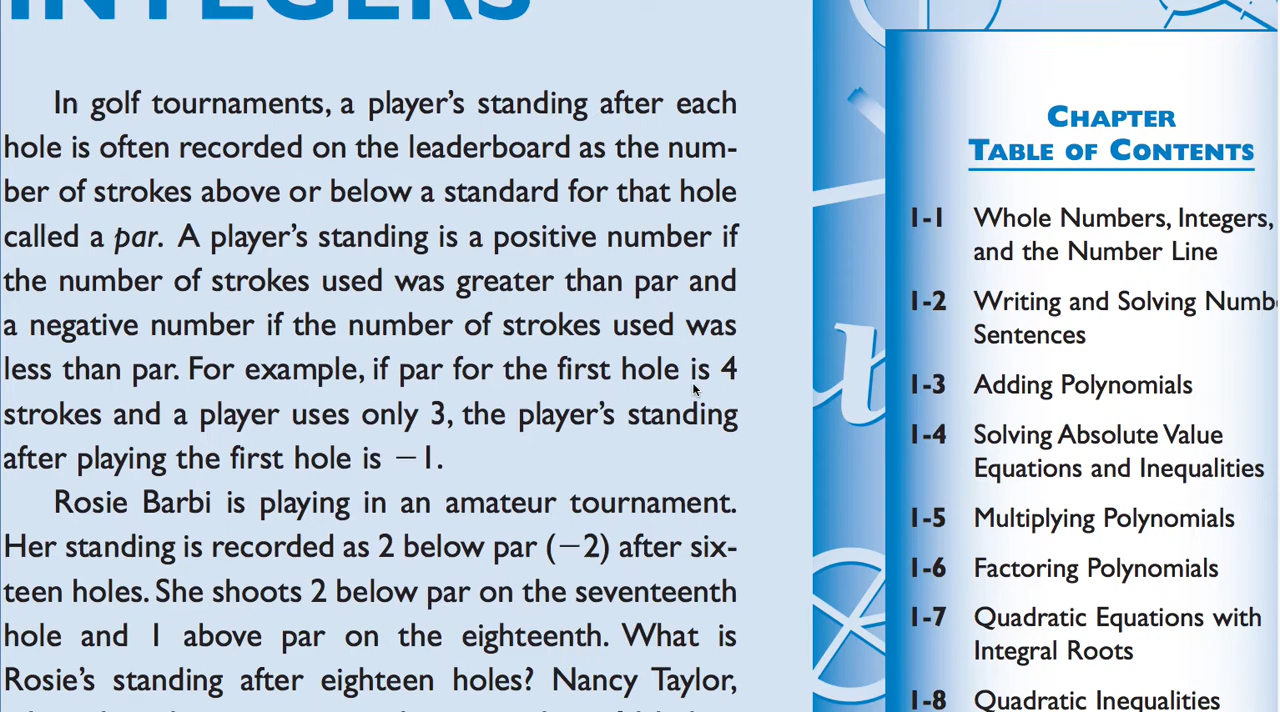 INTEGERS
In golf tournaments, a player's standing after each
hole is often recorded on the leaderboard as the num-
ber of strokes above or below a standard for that hole
called a par. A player's standing is a positive number if
the number of strokes used was greater than par and
a negative number if the number of strokes used was
less than par. For example, if par for the first hole is 4
strokes and a player uses only 3, the player's standing
after playing the first hole is −1.
Rosie Barbi is playing in an amateur tournament.
Her standing is recorded as 2 below par (−2) after six-
teen holes. She shoots 2 below par on the seventeenth
hole and 1 above par on the eighteenth. What is
Rosie's standing after eighteen holes? Nancy Taylor,
CHAPTER
TABLE OF CONTENTS
1-1 Whole Numbers, Integers,
and the Number Line
1-2 Writing and Solving Numbe
Sentences
1-3 Adding Polynomials
1-4 Solving Absolute Value
Equations and Inequalities
1-5 Multiplying Polynomials
1-6 Factoring Polynomials
1-7 Quadratic Equations with
Integral Roots
1-8 Quadratic Inequalities